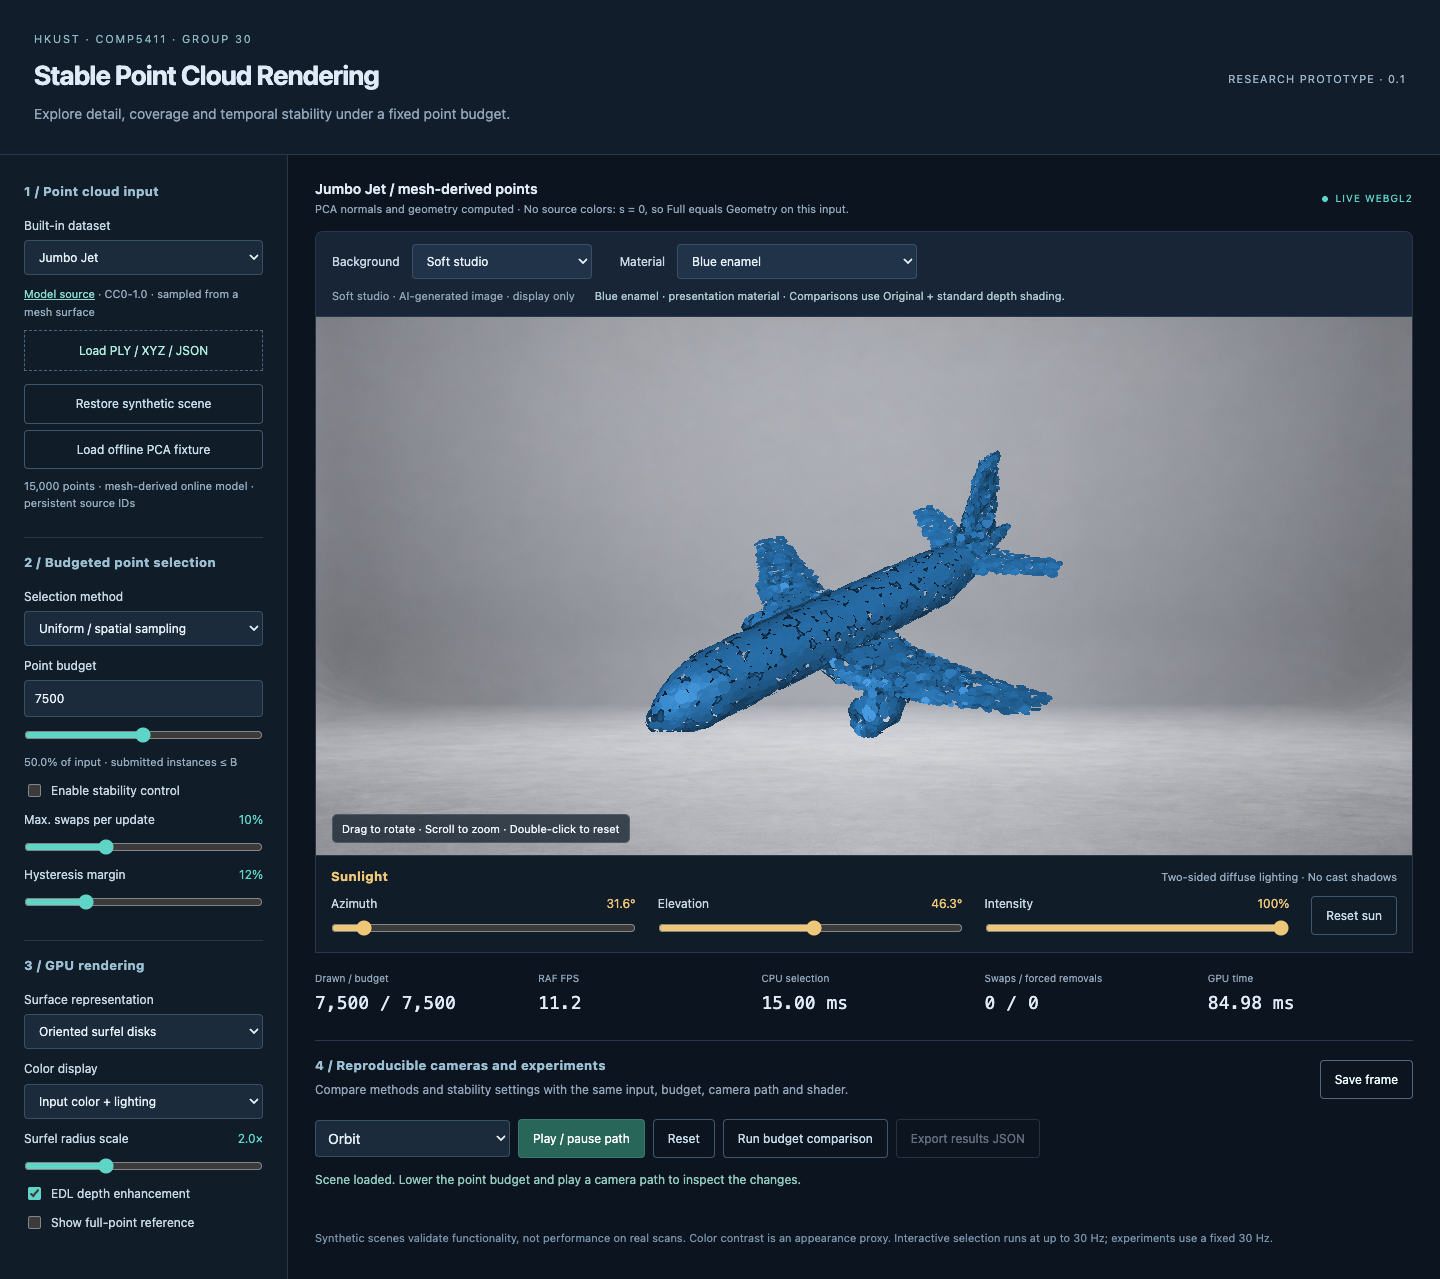 HKUST · COMP5411 · GROUP 30
Stable Point Cloud Rendering
Explore detail, coverage and temporal stability under a fixed point budget.
RESEARCH PROTOTYPE · 0.1
1 / Point cloud input
Built-in dataset
Jumbo Jet
Model source · CC0-1.0 · sampled from a
mesh surface
Load PLY / XYZ / JSON
Restore synthetic scene
Load offline PCA fixture
15,000 points · mesh-derived online model ·
persistent source IDs
2 / Budgeted point selection
Selection method
Uniform / spatial sampling
Point budget
7500
50.0% of input · submitted instances ≤ B
Enable stability control
Max. swaps per update 10%
Hysteresis margin 12%
3 / GPU rendering
Surface representation
Oriented surfel disks
Color display
Input color + lighting
Surfel radius scale 2.0×
EDL depth enhancement
Show full-point reference
Jumbo Jet / mesh-derived points
PCA normals and geometry computed · No source colors: s = 0, so Full equals Geometry on this input.
LIVE WEBGL2
Background Soft studio Material Blue enamel
Soft studio · AI-generated image · display only Blue enamel · presentation material · Comparisons use Original + standard depth shading.
Drag to rotate · Scroll to zoom · Double-click to reset
Sunlight Two-sided diffuse lighting · No cast shadows
Azimuth 31.6° Elevation 46.3° Intensity 100% Reset sun
Drawn / budget RAF FPS CPU selection Swaps / forced removals GPU time
7,500 / 7,500 11.2 15.00 ms 0 / 0 84.98 ms
4 / Reproducible cameras and experiments
Compare methods and stability settings with the same input, budget, camera path and shader.
Save frame
Orbit Play / pause path Reset Run budget comparison Export results JSON
Scene loaded. Lower the point budget and play a camera path to inspect the changes.
Synthetic scenes validate functionality, not performance on real scans. Color contrast is an appearance proxy. Interactive selection runs at up to 30 Hz; experiments use a fixed 30 Hz.